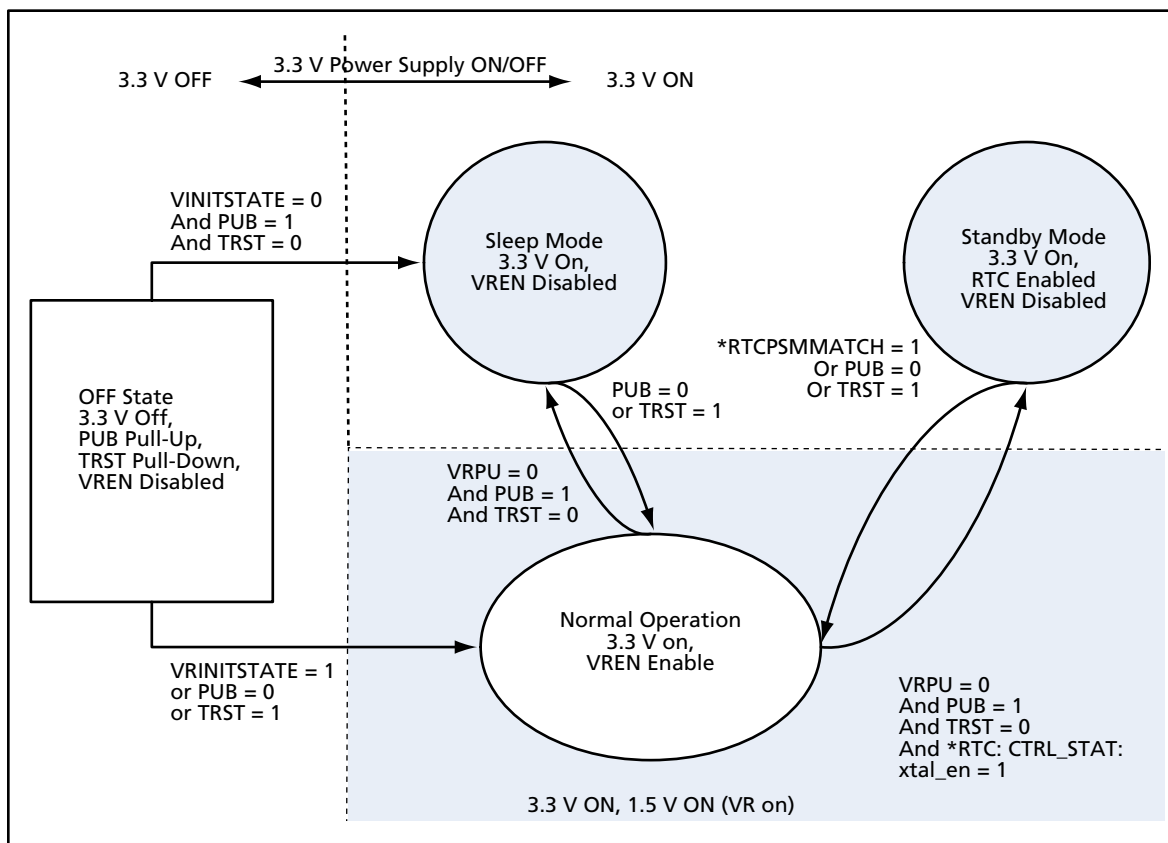 3.3 V OFF
3.3 V Power Supply ON/OFF
3.3 V ON
VINITSTATE = 0
And PUB = 1
And TRST = 0
Sleep Mode
3.3 V On,
VREN Disabled
Standby Mode
3.3 V On,
RTC Enabled
VREN Disabled
OFF State
3.3 V Off,
PUB Pull-Up,
TRST Pull-Down,
VREN Disabled
PUB = 0
or TRST = 1
*RTCPSMMATCH = 1
Or PUB = 0
Or TRST = 1
VRPU = 0
And PUB = 1
And TRST = 0
Normal Operation
3.3 V on,
VREN Enable
VRINITSTATE = 1
or PUB = 0
or TRST = 1
VRPU = 0
And PUB = 1
And TRST = 0
And *RTC: CTRL_STAT:
xtal_en = 1
3.3 V ON, 1.5 V ON (VR on)